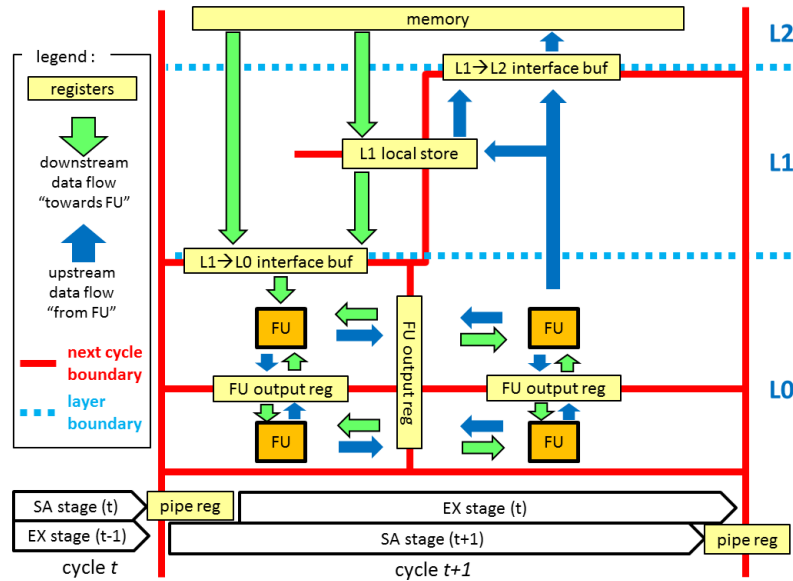 memory
L2
legend :
registers
downstream
data flow
"towards FU"
upstream
data flow
"from FU"
next cycle
boundary
layer
boundary
L1→L2 interface buf
L1 local store
L1
L1→L0 interface buf
FU
FU
FU output reg
FU output reg
FU output reg
L0
FU
FU
SA stage (t)
pipe reg
EX stage (t)
EX stage (t-1)
SA stage (t+1)
pipe reg
cycle t
cycle t+1